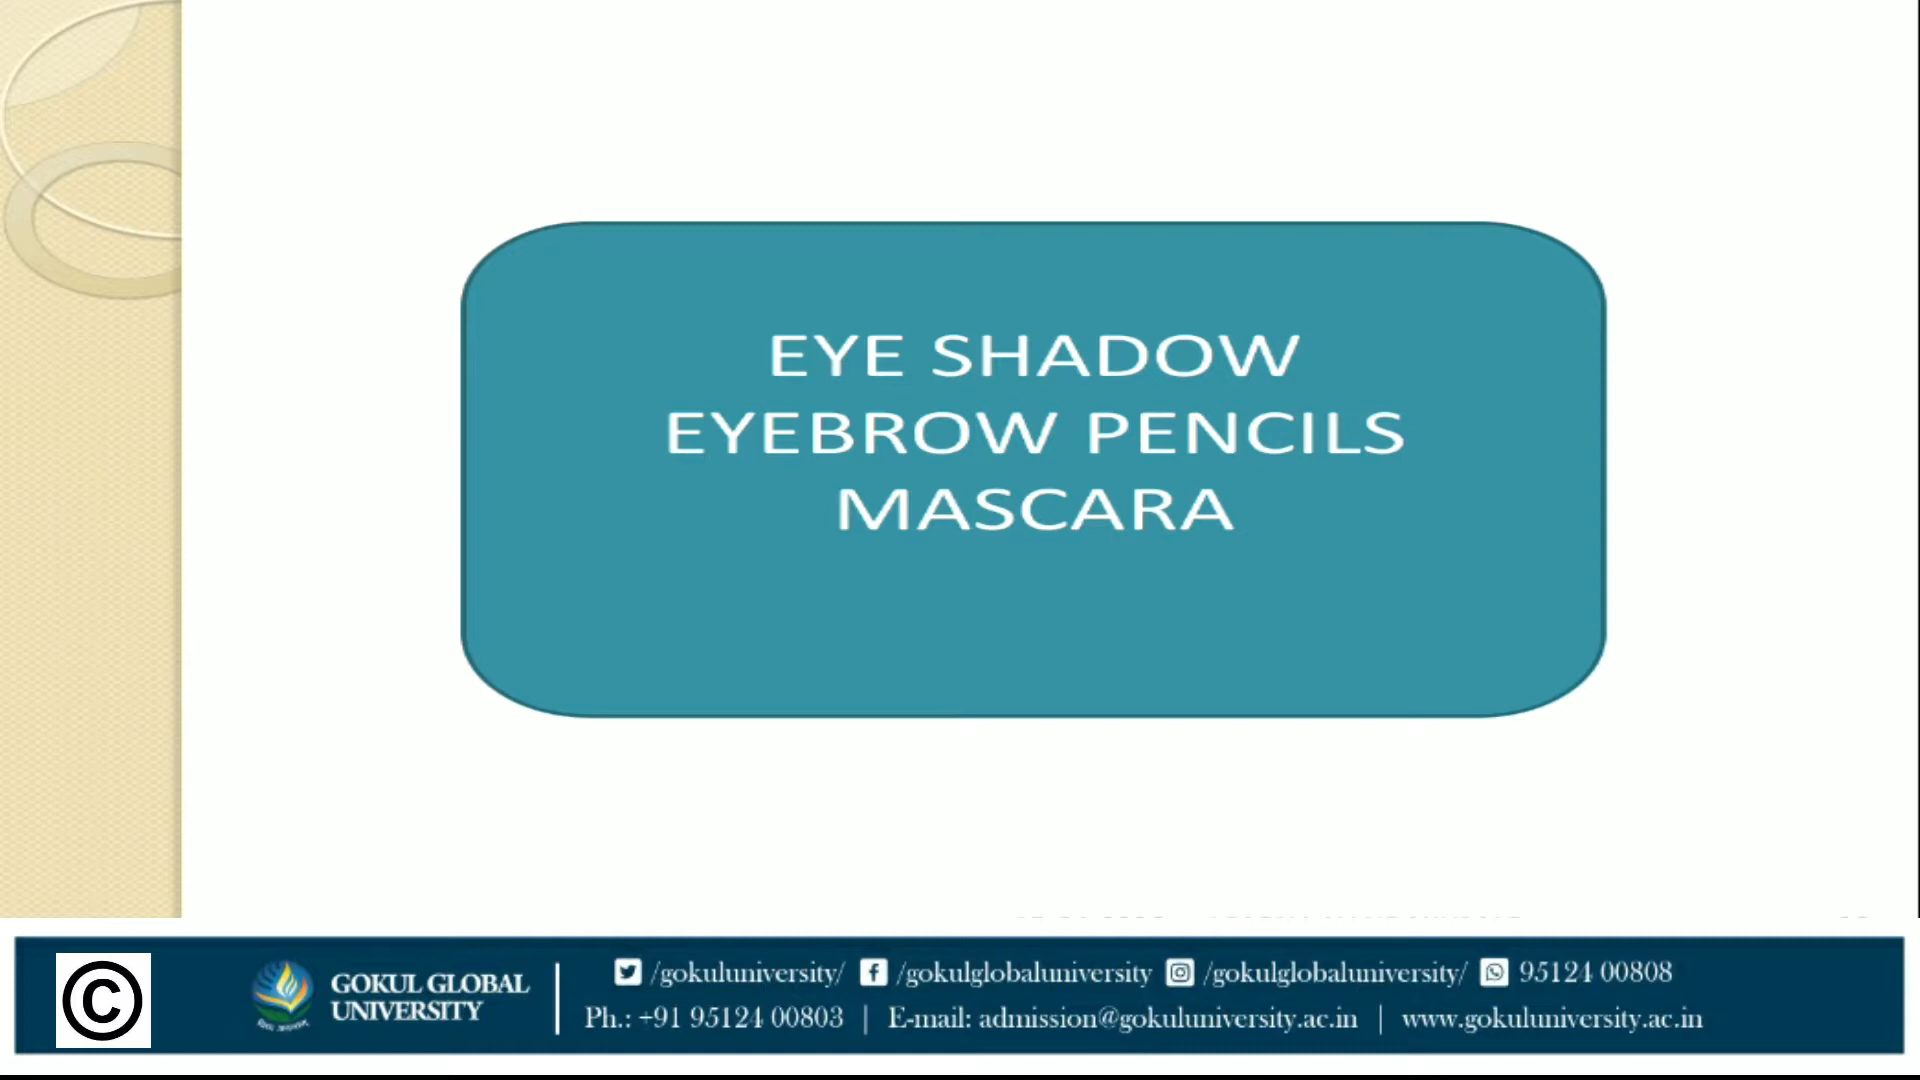 EYE SHADOW
EYEBROW PENCILS
MASCARA
©
GOKUL GLOBAL
UNIVERSITY
/gokuluniversity/ /gokulglobaluniversity /gokulglobaluniversity/ 95124 00808
Ph.: +91 95124 00803 | E-mail: admission@gokuluniversity.ac.in | www.gokuluniversity.ac.in